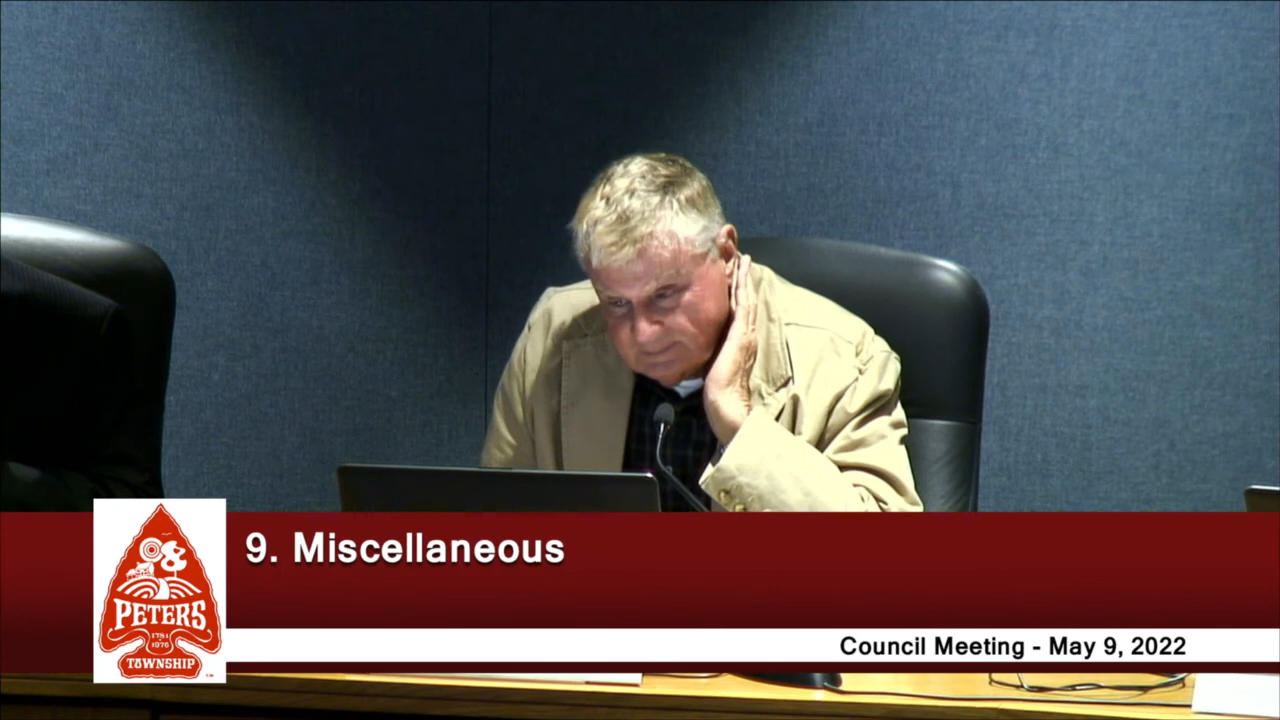 9. Miscellaneous
PETERS
1781
1976
TOWNSHIP
Council Meeting - May 9, 2022